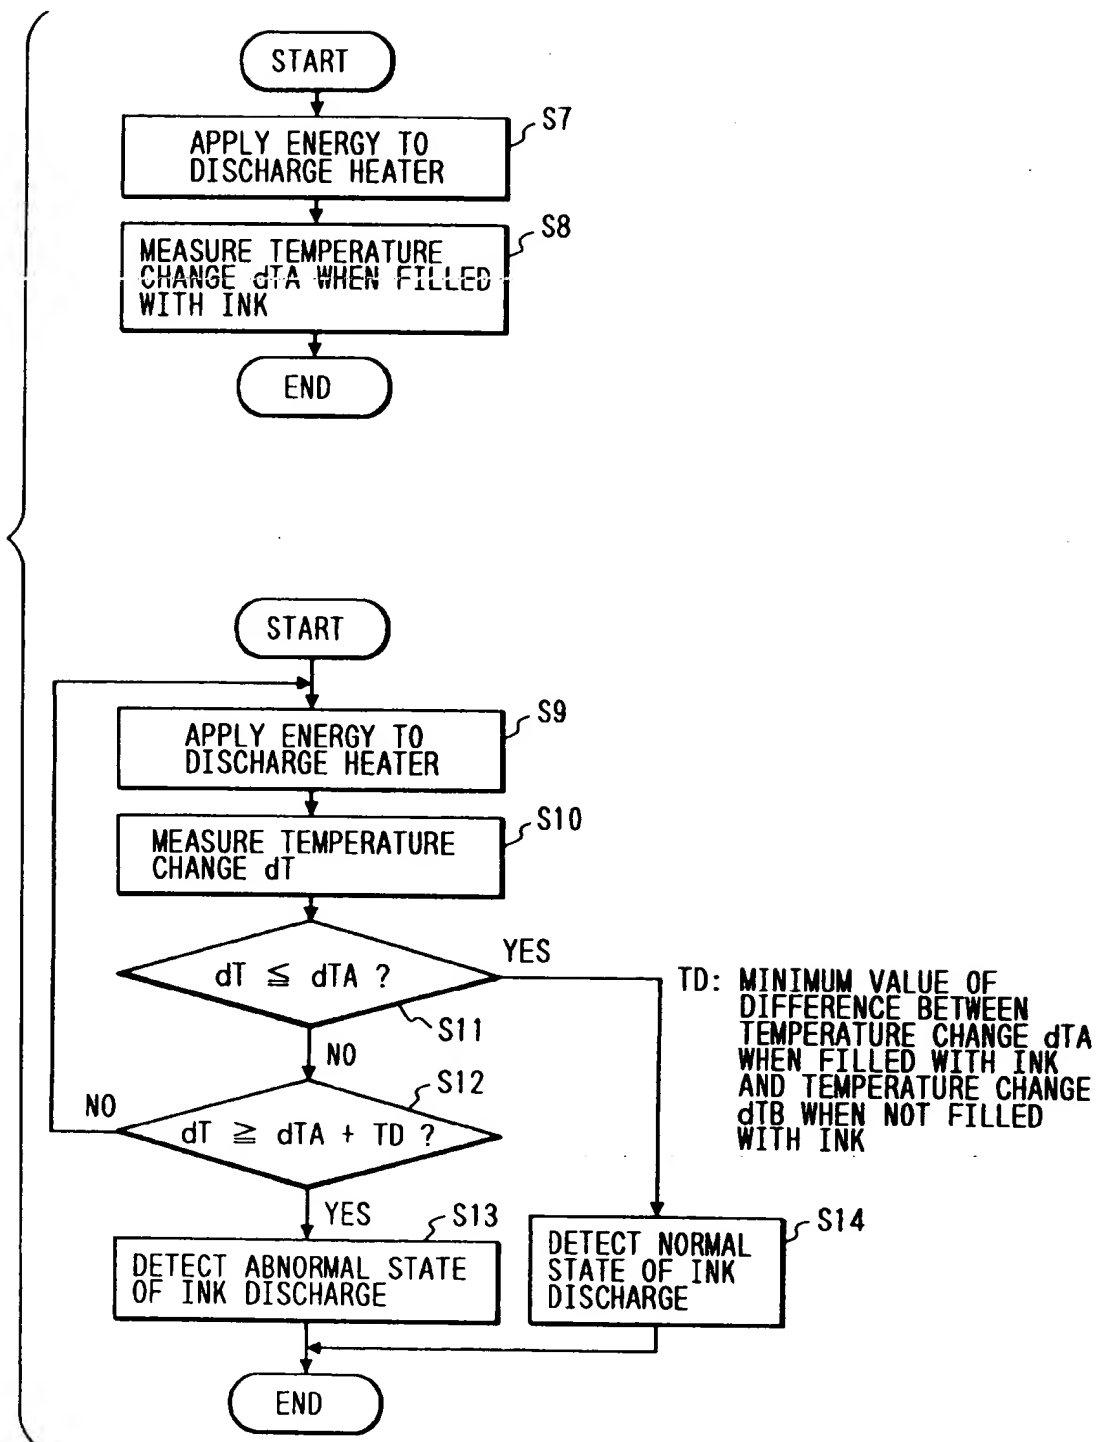 START
S7
APPLY ENERGY TO
DISCHARGE HEATER
S8
MEASURE TEMPERATURE
CHANGE dTA WHEN FILLED
WITH INK
END
START
S9
APPLY ENERGY TO
DISCHARGE HEATER
S10
MEASURE TEMPERATURE
CHANGE dT
dT ≦ dTA ?
YES
S11
NO
S12
dT ≧ dTA + TD ?
NO
YES
TD: MINIMUM VALUE OF
DIFFERENCE BETWEEN
TEMPERATURE CHANGE dTA
WHEN FILLED WITH INK
AND TEMPERATURE CHANGE
dTB WHEN NOT FILLED
WITH INK
S13
DETECT ABNORMAL STATE
OF INK DISCHARGE
S14
DETECT NORMAL
STATE OF INK
DISCHARGE
END